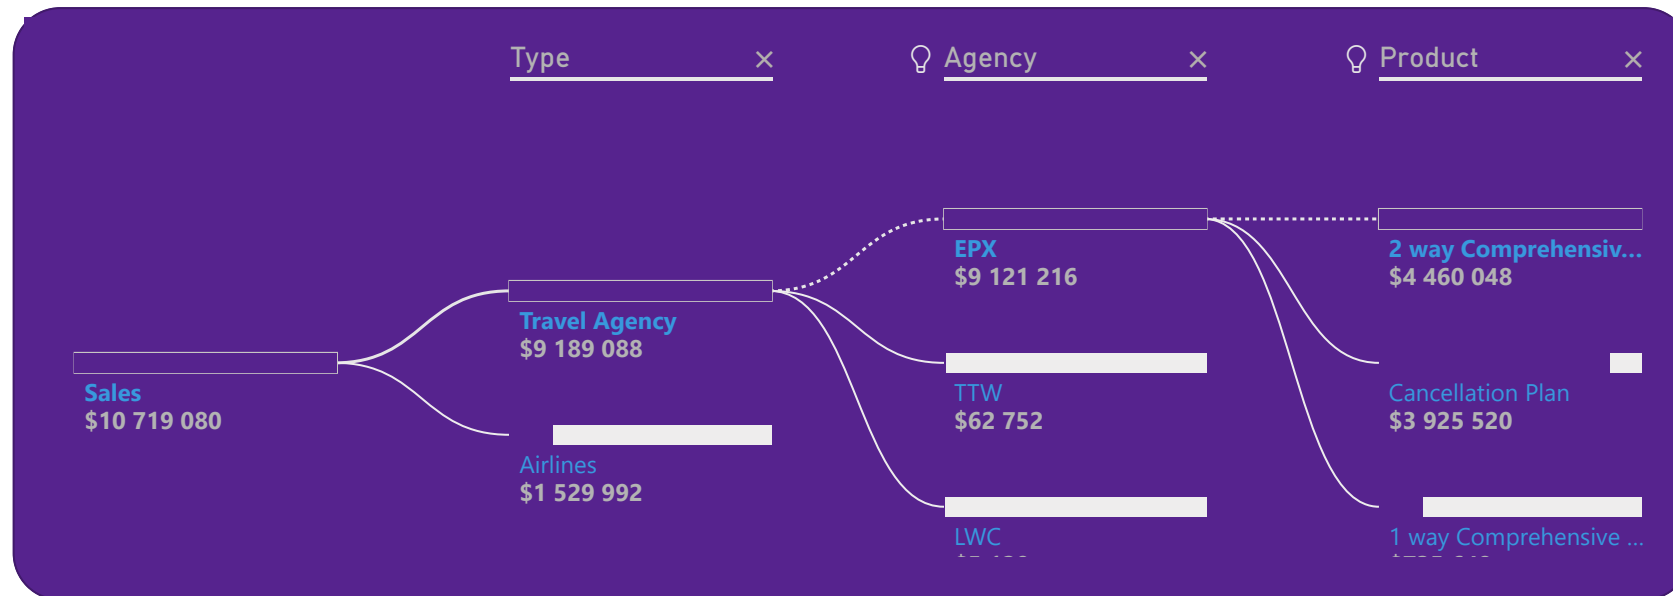 Type
Agency
Product
Sales
$10 719 080
Travel Agency
$9 189 088
Airlines
$1 529 992
EPX
$9 121 216
TTW
$62 752
LWC
2 way Comprehensiv...
$4 460 048
Cancellation Plan
$3 925 520
1 way Comprehensive ...